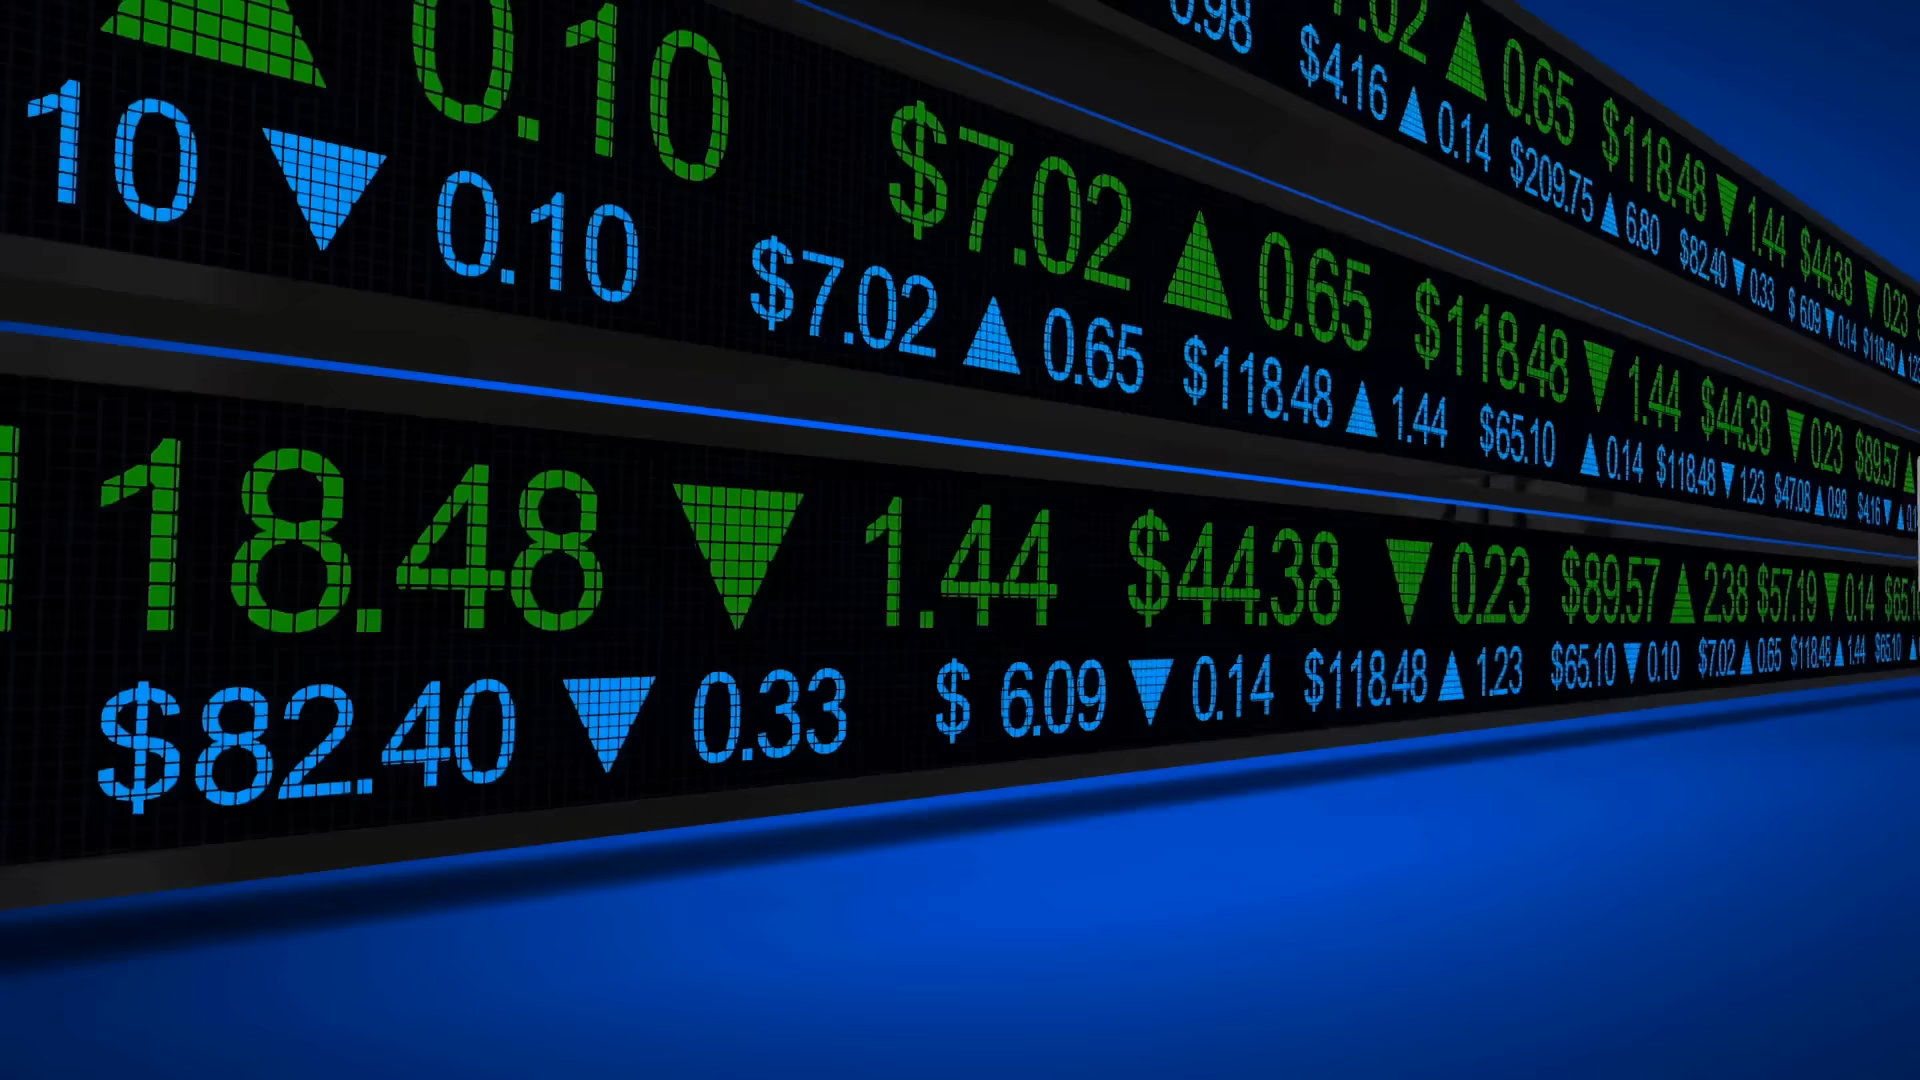 7.02 ▲ 0.65 $118.48 ▼ 1.44 $44.38 ▼ 0.23
0.98 $4.16 ▲ 0.14 $209.75 ▲ 6.80 $82.40 ▼ 0.33 $ 6.09 ▼ 0.14 $118.48 ▲
▲ 0.10 $7.02 ▲ 0.65 $118.48 ▼ 1.44 $44.38 ▼ 0.23 $89.57 ▲
10 ▼ 0.10 $7.02 ▲ 0.65 $118.48 ▲ 1.44 $65.10 ▲ 0.14 $118.48 ▼ 1.23 $47.08 ▲ 0.98 $4.16 ▼ ▲
18.48 ▼ 1.44 $44.38 ▼ 0.23 $89.57 ▲ 2.38 $57.19 ▼ 0.14
$82.40 ▼ 0.33 $ 6.09 ▼ 0.14 $118.48 ▲ 1.23 $65.10 ▼ 0.10 $7.02 ▲ 0.65 $118.48 ▲ 1.44 $65.10 ▲